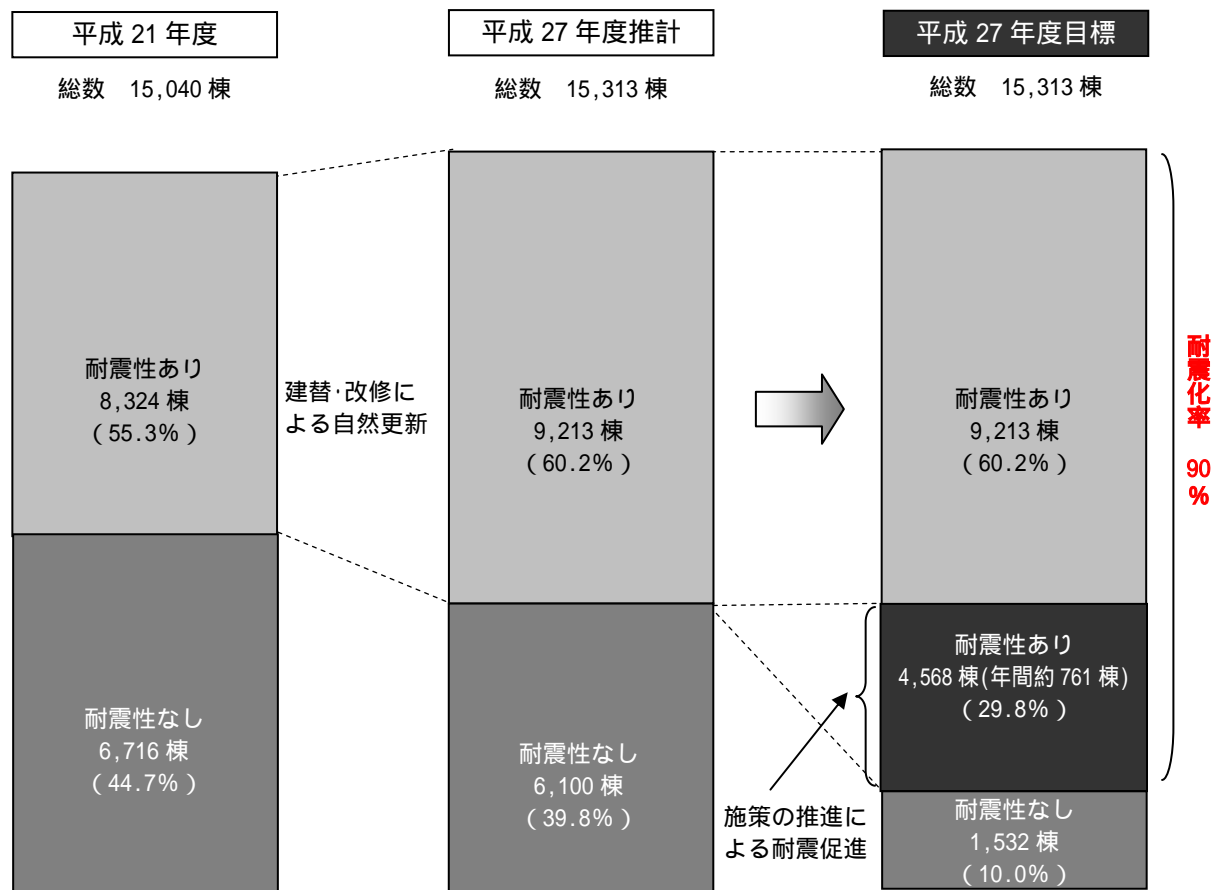 平成 21 年度
総数　15,040 棟
耐震性あり
8,324 棟
（55.3%）
耐震性なし
6,716 棟
（44.7%）
建替･改修に
よる自然更新
平成 27 年度推計
総数　15,313 棟
耐震性あり
9,213 棟
（60.2%）
耐震性なし
6,100 棟
（39.8%）
平成 27 年度目標
総数　15,313 棟
耐震性あり
9,213 棟
（60.2%）
耐震性あり
4,568 棟(年間約 761 棟)
（29.8%）
耐震性なし
1,532 棟
（10.0%）
施策の推進に
よる耐震促進
耐震化率　90%